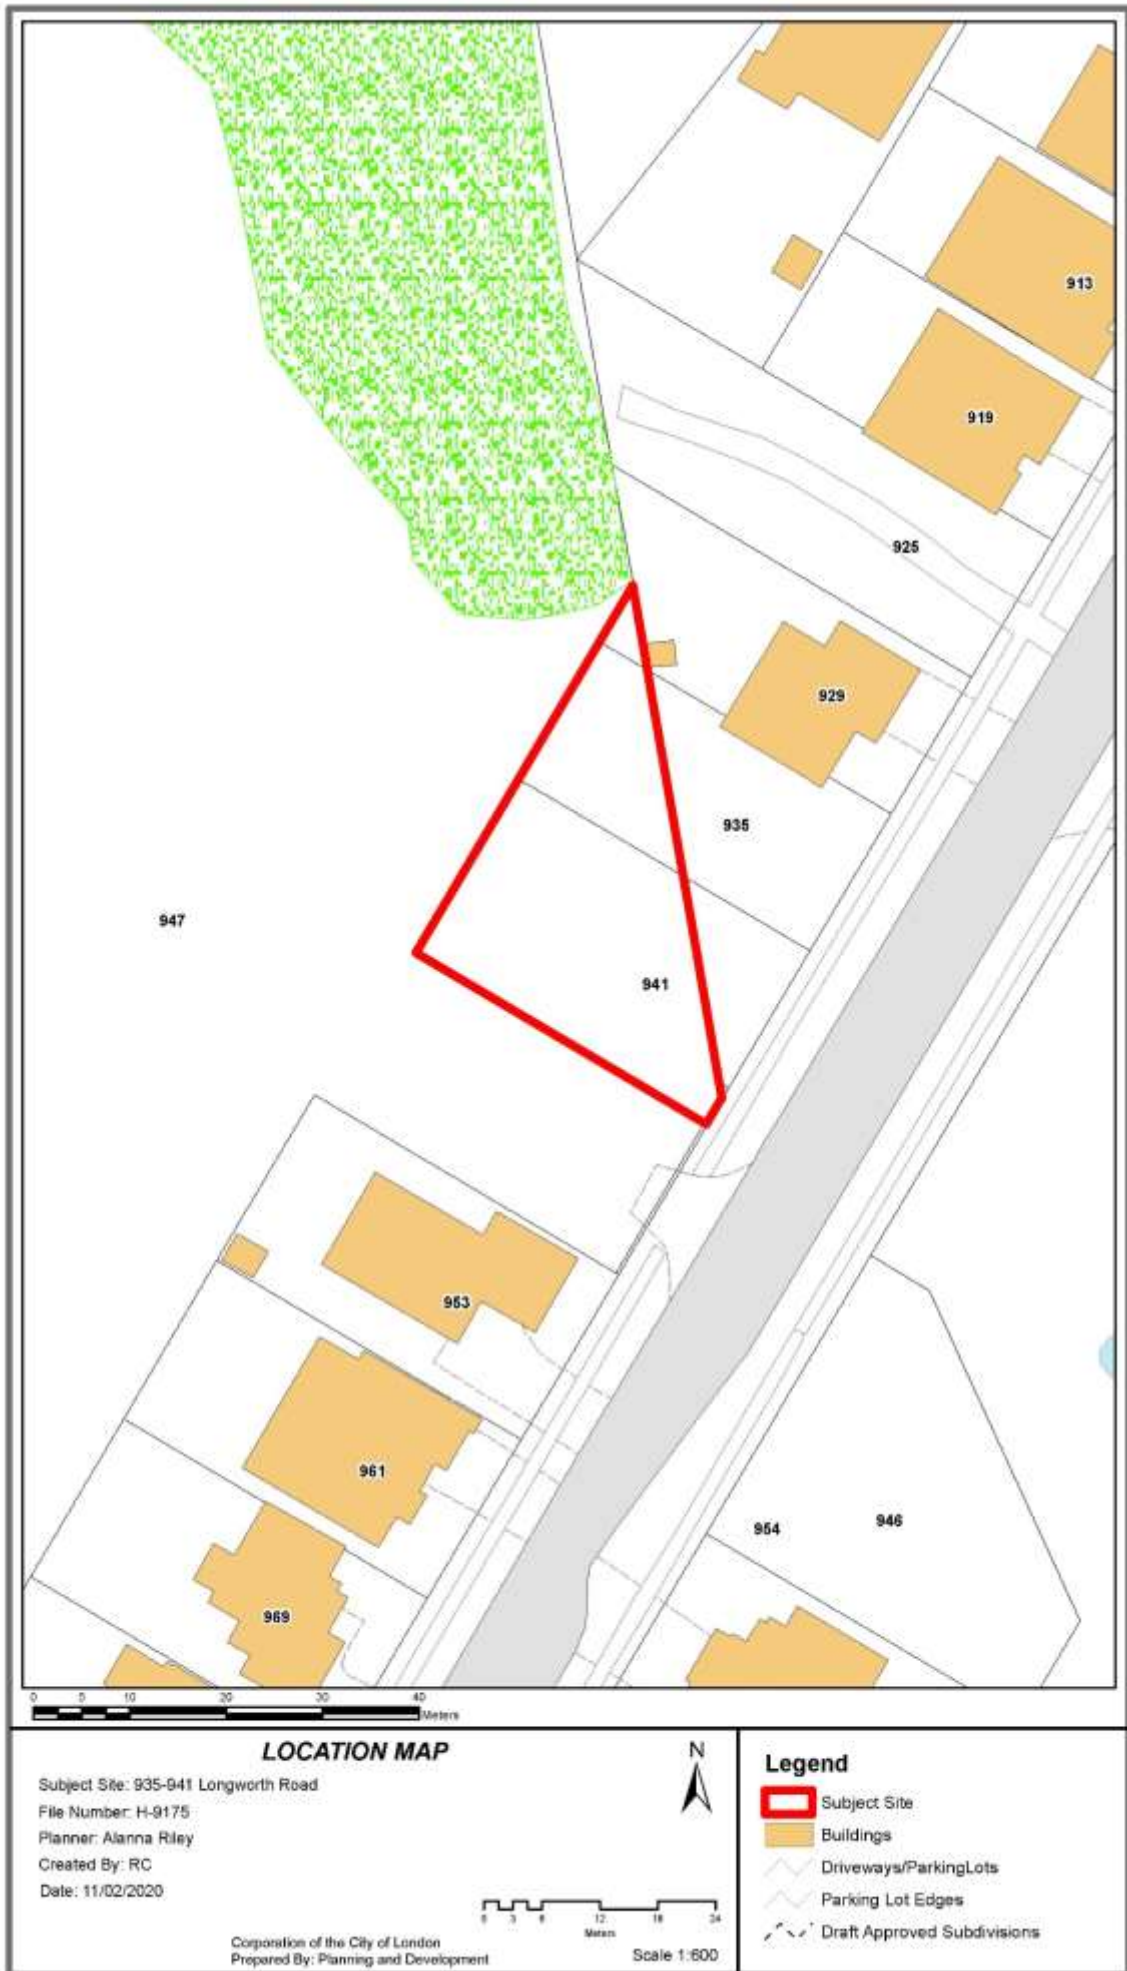 913
919
925
929
935
947
941
953
961
954
946
969
0 5 10 20 30 40
Meters
LOCATION MAP
Subject Site: 935-941 Longworth Road
File Number: H-9175
Planner: Alanna Riley
Created By: RC
Date: 11/02/2020
N
0 3 6 12 18 24
Meters
Corporation of the City of London
Prepared By: Planning and Development
Scale 1:600
Legend
Subject Site
Buildings
Driveways/ParkingLots
Parking Lot Edges
Draft Approved Subdivisions